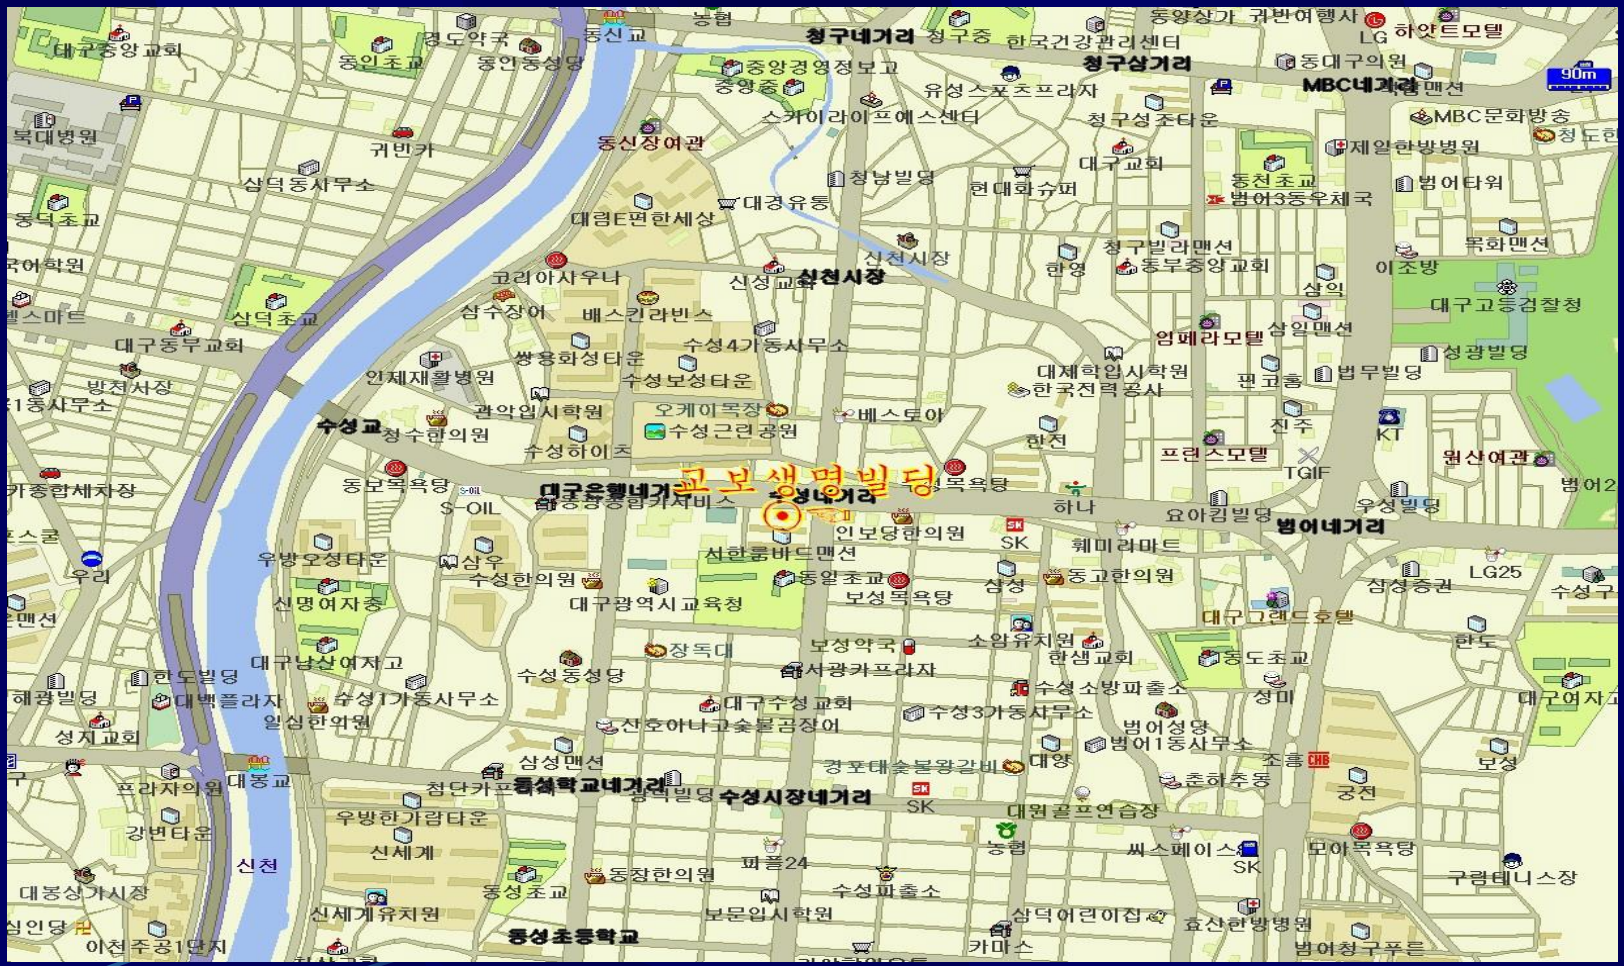 농협
동양상가
귀빈여행사
LG
하얏트모텔
대구중앙교회
동인초교
경도약국
동인동성당
동신교
청구네거리
청구중
한국건강관리센터
청구삼거리
동대구의원
MBC네거리
90m
중앙경영정보고
중앙중
유성스포츠프라자
스카이라이프예스센터
청구성조타운
MBC문화방송
북대병원
귀빈카
동신장여관
대구교회
제일한방병원
삼덕동사무소
청남빌딩
현대화슈퍼
동천초교
범어타워
범어3동우체국
동덕초교
대림E편한세상
대경유통
청구빌라맨션
목화맨션
신천시장
한영
동부중앙교회
이조방
국어학원
코리아사우나
신성교회
신천시장
삼익
대구고등검찰청
삼덕초교
삼수장어
배스킨라빈스
삼일맨션
임페라모텔
대구동부교회
수성4가동사무소
쌍용화성타운
성광빌딩
방천시장
인제재활병원
수성보성타운
대제학입시학원
한국전력공사
핀코홈
법무빌딩
관악입시학원
오케이목장
베스토아
수성교
청수한의원
수성근린공원
한전
진주
KT
수성하이츠
프린스모텔
TGIF
원산여관
카종합세차장
동보목욕탕
교보생명빌딩
S-OIL
대구은행네거리
수성네거리
하나
요아킴빌딩
우성빌딩
범어네거리
인보당한의원
SK
훼미리마트
우리
우방오성타운
삼우
서한룸바드맨션
수성한의원
동일초교
삼성
동고한의원
삼성증권
LG25
신명여자중
대구광역시교육청
보성목욕탕
대구그랜드호텔
한도
대구남산여자고
장독대
보성약국
소암유치원
한샘교회
동도초교
한도빌딩
수성동성당
서광카프라자
해광빌딩
대백플라자
수성1가동사무소
대구수성교회
수성소방파출소
성미
일심한의원
산호아나고숯불곰장어
수성3가동사무소
범어성당
성지교회
삼성맨션
대양
범어1동사무소
조흥
CHB
보성
프라자의원
대봉교
동성학교네거리
수성시장네거리
경포대숯불왕갈비
춘하추동
궁전
SK
대원골프연습장
강변타운
우방한가람타운
신세계
신천
피플24
농협
씨스페이스
SK
모아목욕탕
대봉상가시장
동성초교
동창한의원
수성파출소
구림테니스장
신세계유치원
보문입시학원
삼덕어린이집
효산한방병원
이천주공1단지
동성초등학교
카마스
범어청구푸른